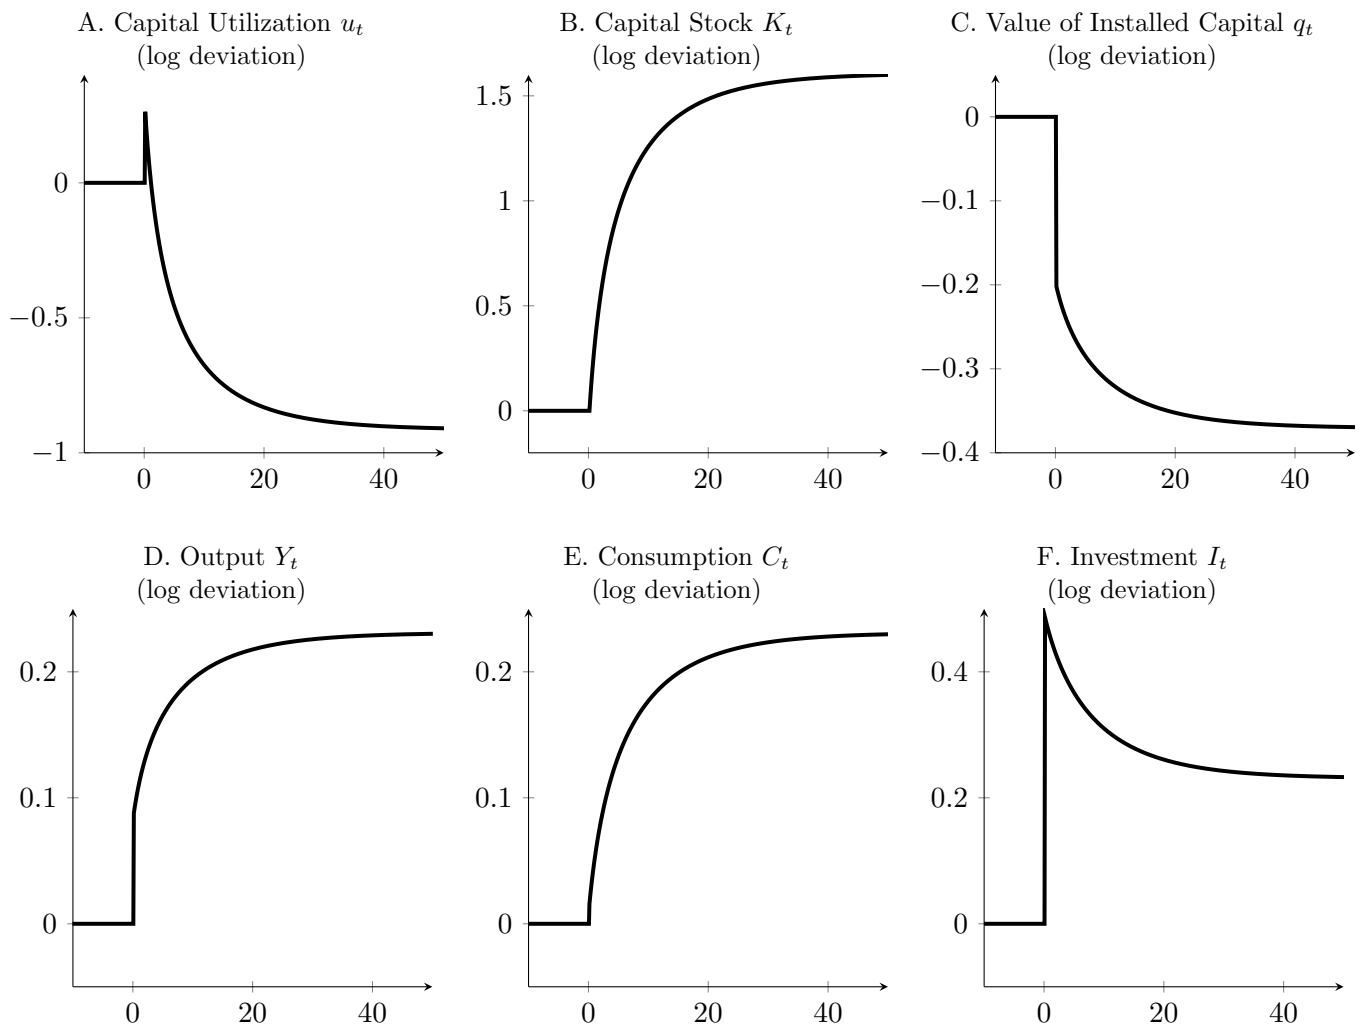 A. Capital Utilization u_t
(log deviation)
0
−0.5
−1
0 20 40
B. Capital Stock K_t
(log deviation)
1.5
1
0.5
0
0 20 40
C. Value of Installed Capital q_t
(log deviation)
0
−0.1
−0.2
−0.3
−0.4
0 20 40
D. Output Y_t
(log deviation)
0.2
0.1
0
0 20 40
E. Consumption C_t
(log deviation)
0.2
0.1
0
0 20 40
F. Investment I_t
(log deviation)
0.4
0.2
0
0 20 40